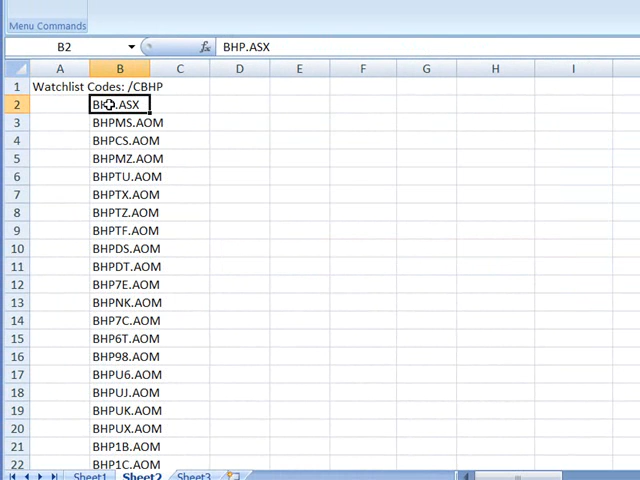 Menu Commands
B2 fx BHP.ASX
A B C D E F G H I
1 Watchlist Codes: /CBHP
2 BHP.ASX
3 BHPMS.AOM
4 BHPCS.AOM
5 BHPMZ.AOM
6 BHPTU.AOM
7 BHPTX.AOM
8 BHPTZ.AOM
9 BHPTF.AOM
10 BHPDS.AOM
11 BHPDT.AOM
12 BHP7E.AOM
13 BHPNK.AOM
14 BHP7C.AOM
15 BHP6T.AOM
16 BHP98.AOM
17 BHPU6.AOM
18 BHPUJ.AOM
19 BHPUK.AOM
20 BHPUX.AOM
21 BHP1B.AOM
22 BHP1C.AOM
Sheet1 Sheet2 Sheet3